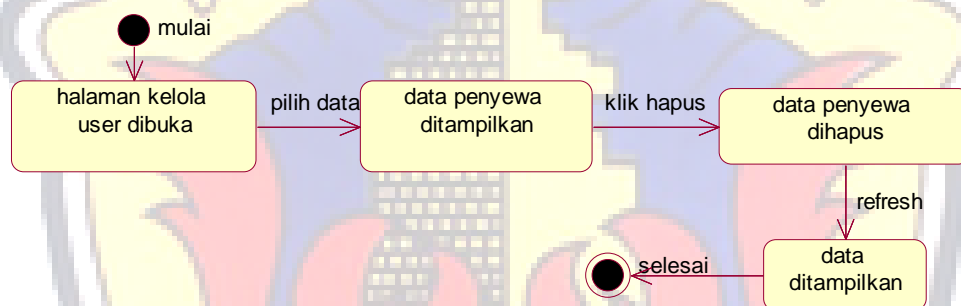 mulai
halaman kelola
user dibuka
pilih data
data penyewa
ditampilkan
klik hapus
data penyewa
dihapus
refresh
data
ditampilkan
selesai